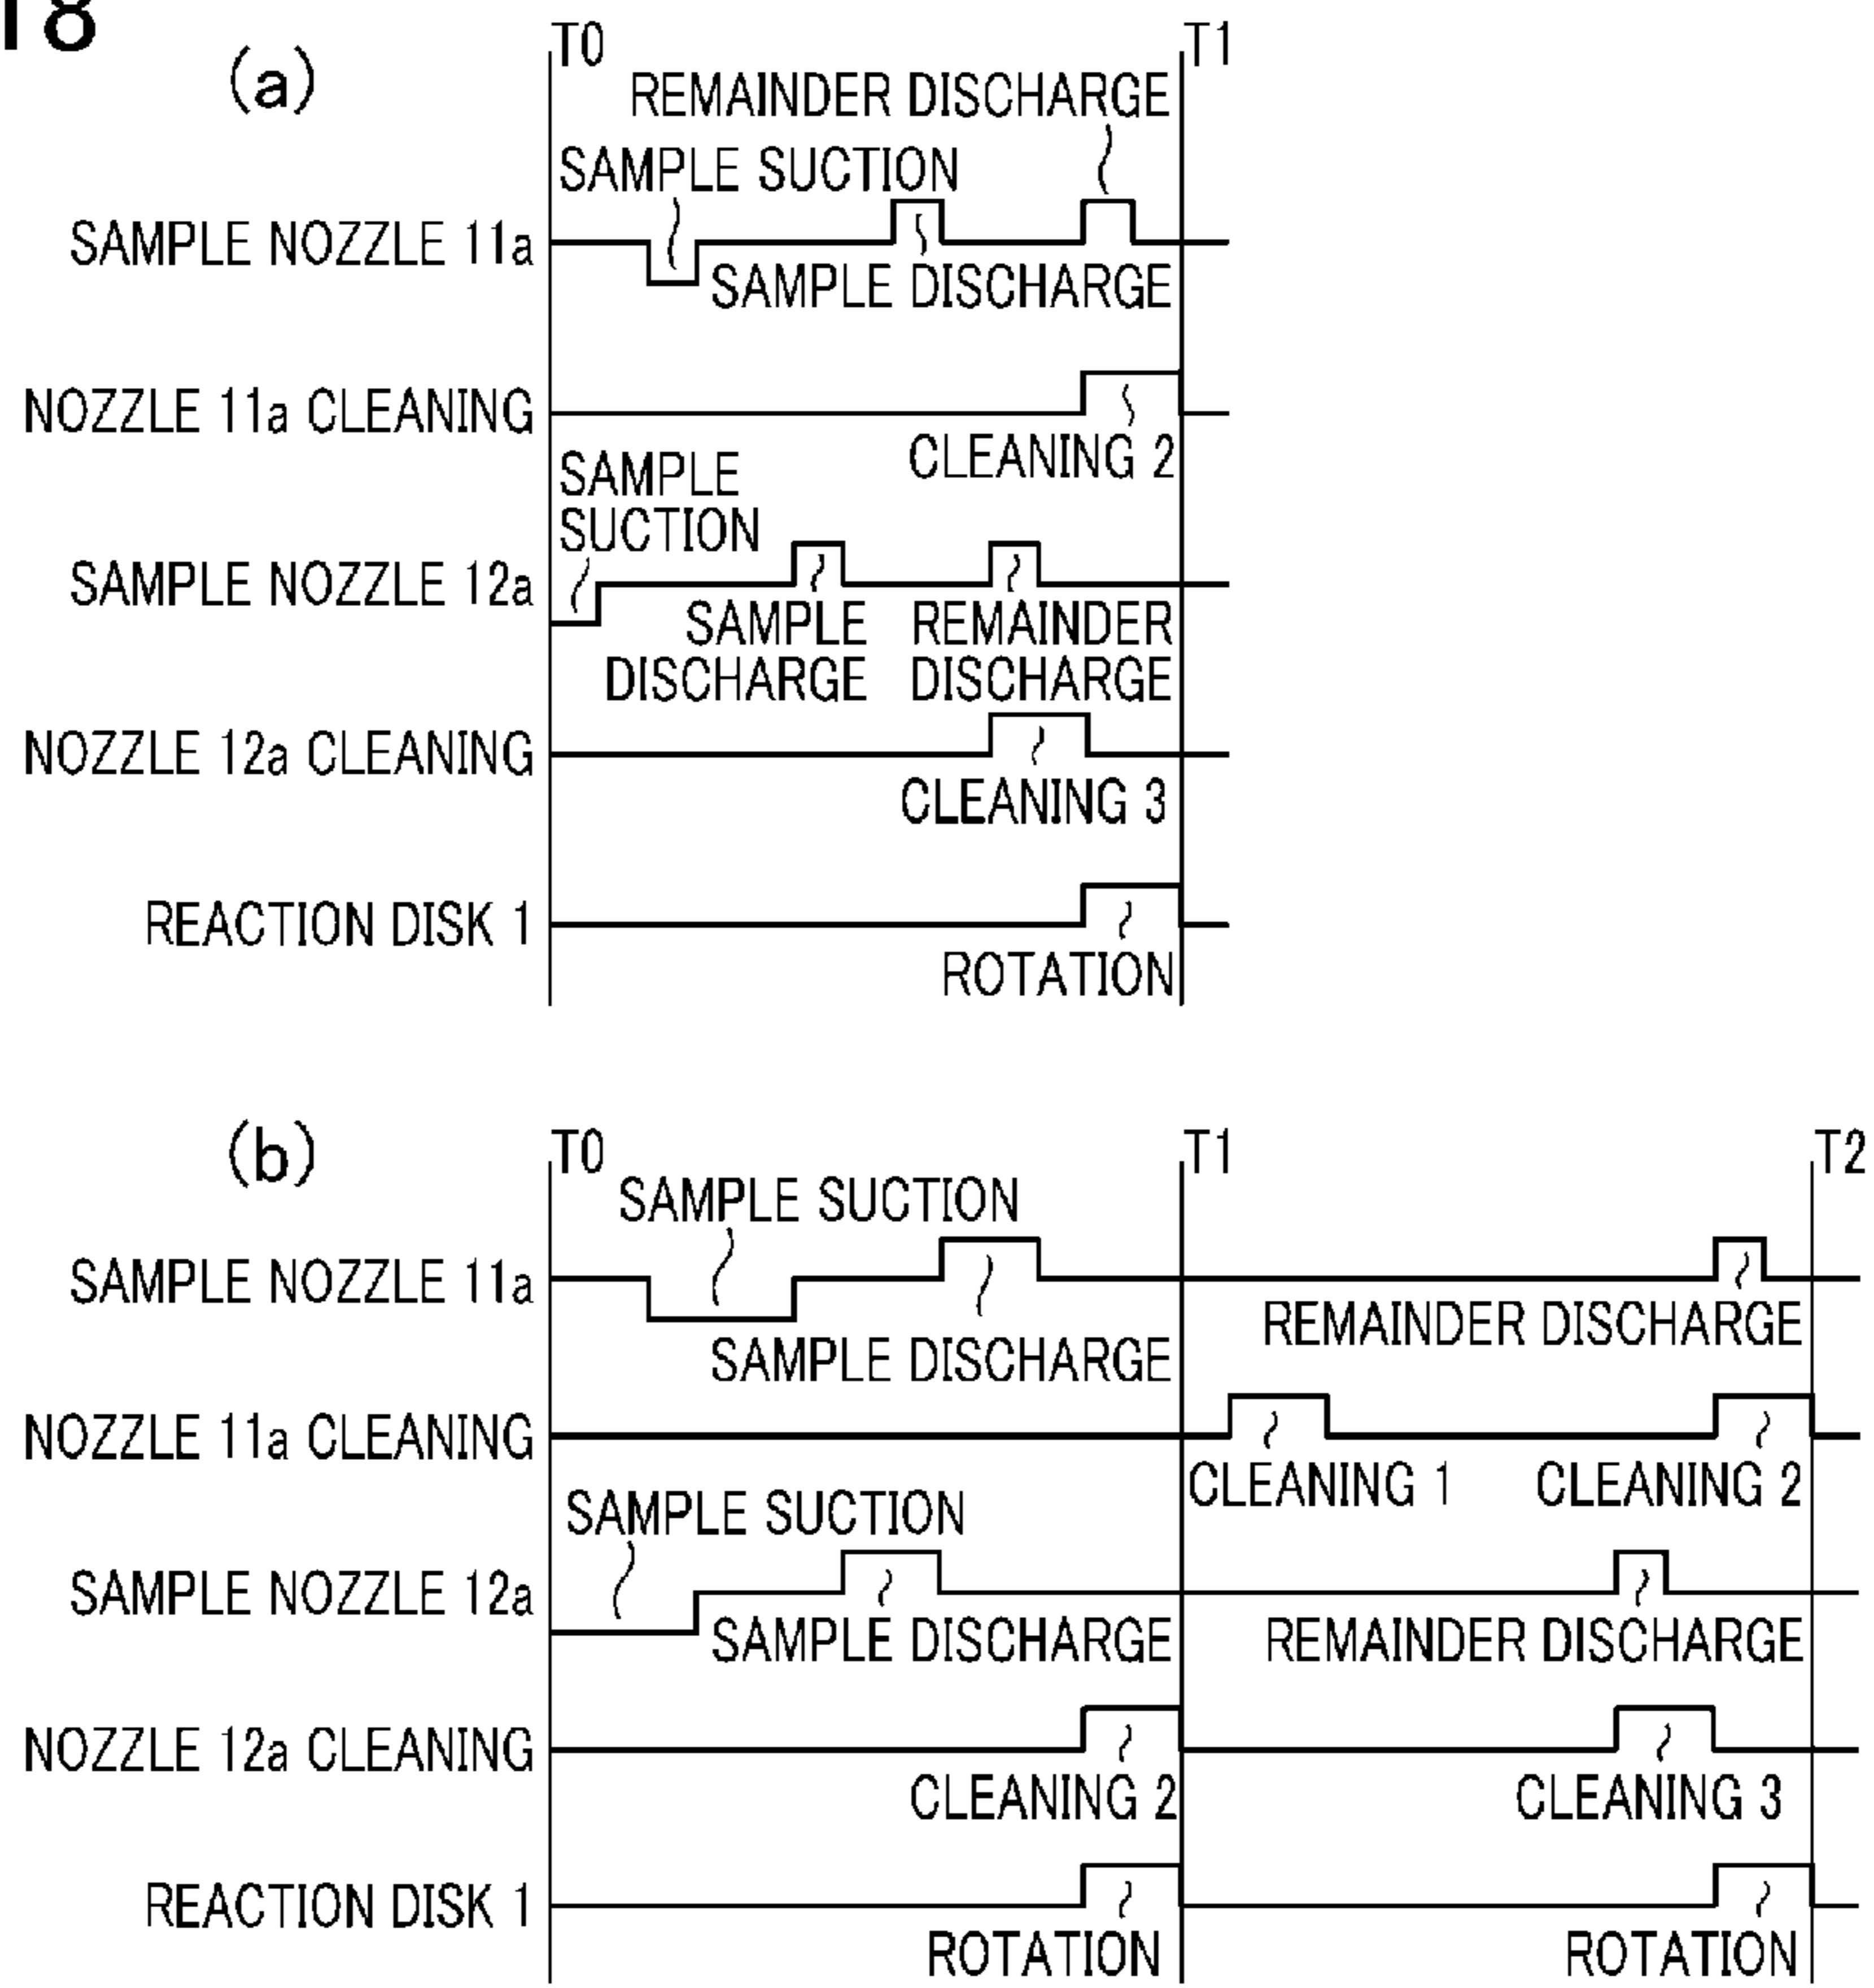 18
(a)
T0
T1
REMAINDER DISCHARGE
SAMPLE SUCTION
SAMPLE NOZZLE 11a
SAMPLE DISCHARGE
NOZZLE 11a CLEANING
CLEANING 2
SAMPLE
SUCTION
SAMPLE NOZZLE 12a
SAMPLE REMAINDER
DISCHARGE DISCHARGE
NOZZLE 12a CLEANING
CLEANING 3
REACTION DISK 1
ROTATION
(b)
T0
T1
T2
SAMPLE SUCTION
SAMPLE NOZZLE 11a
REMAINDER DISCHARGE
SAMPLE DISCHARGE
NOZZLE 11a CLEANING
CLEANING 1 CLEANING 2
SAMPLE SUCTION
SAMPLE NOZZLE 12a
SAMPLE DISCHARGE REMAINDER DISCHARGE
NOZZLE 12a CLEANING
CLEANING 2 CLEANING 3
REACTION DISK 1
ROTATION ROTATION